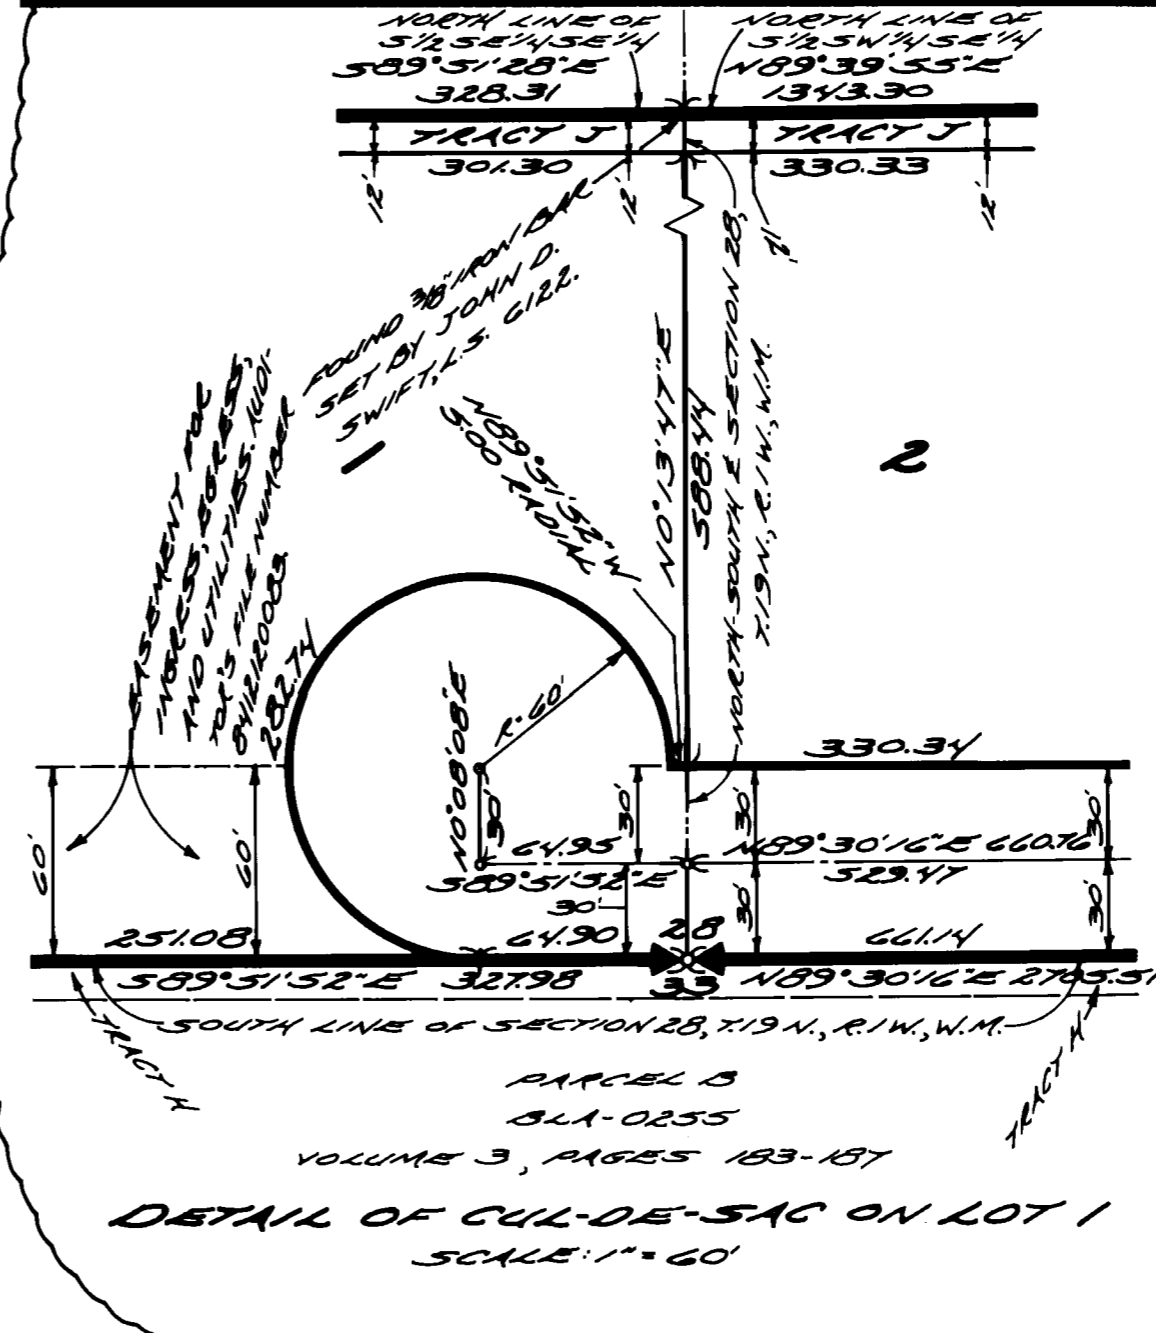 NORTH LINE OF
S1/2 SE1/4 SE1/4
S89°51'28"E
328.31
NORTH LINE OF
S1/2 SW1/4 SE1/4
N89°39'55"E
1343.30
TRACT J
301.30
TRACT J
330.33
12'
12'
12'
FOUND 3/8" IRON BAR
SET BY JOHN D.
SWIFT, L.S. 6122.
EASEMENT FOR
INGRESS, EGRESS,
AND UTILITIES. AUDI-
TOR'S FILE NUMBER
8412120083.
N89°51'52"W
5.00 RADIAL
N0°13'47"E
588.44
NORTH-SOUTH ℄ SECTION 28,
T.19N., R.1W., W.M.
2
282.74
R=60'
N0°08'08"E
30'
330.34
60'
60'
30'
30'
30'
64.95
S89°51'52"E
N89°30'16"E 660.76
529.47
30'
30'
30'
251.08
64.90
28
661.14
S89°51'52"E 327.98
33
N89°30'16"E 2705.51
SOUTH LINE OF SECTION 28, T.19 N., R.1W., W.M.
TRACT H
TRACT H
PARCEL B
BLA-0255
VOLUME 3, PAGES 183-187
DETAIL OF CUL-DE-SAC ON LOT 1
SCALE: 1"=60'